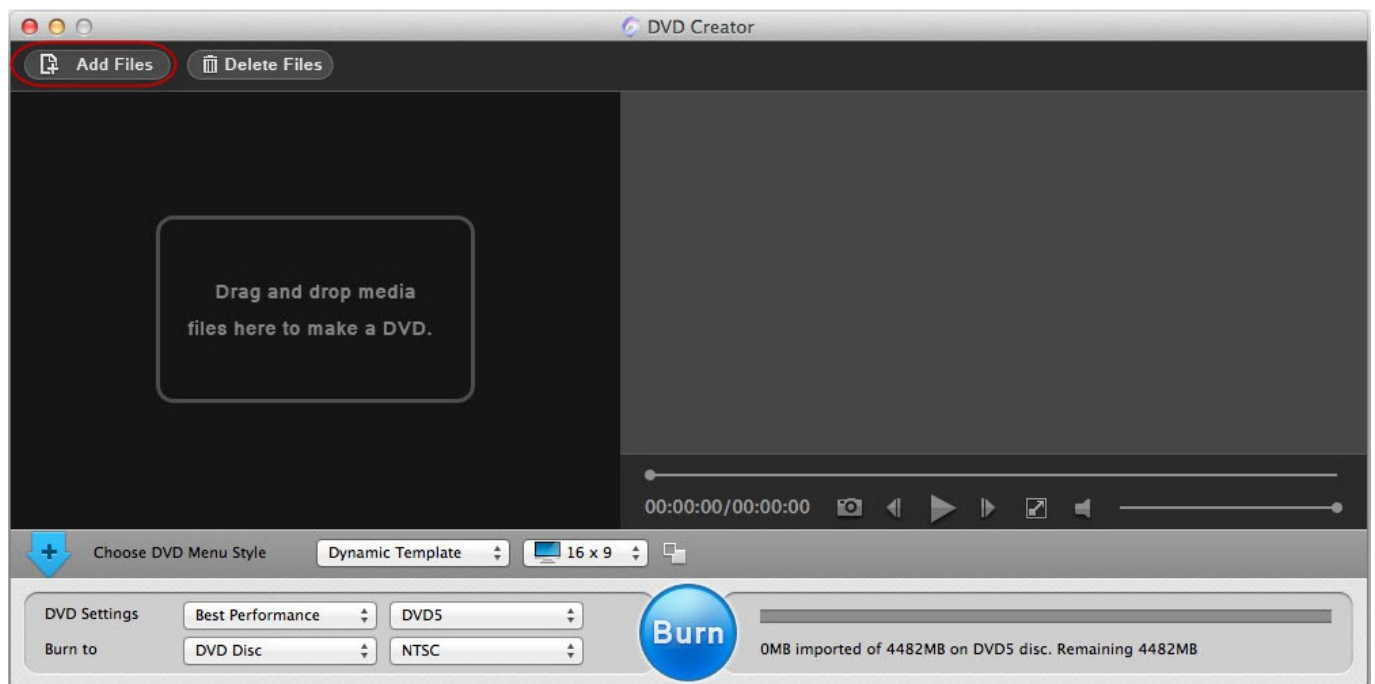 DVD Creator
Add Files
Delete Files
Drag and drop media
files here to make a DVD.
00:00:00/00:00:00
Choose DVD Menu Style
Dynamic Template
16 x 9
DVD Settings
Best Performance
DVD5
Burn to
DVD Disc
NTSC
Burn
0MB imported of 4482MB on DVD5 disc. Remaining 4482MB